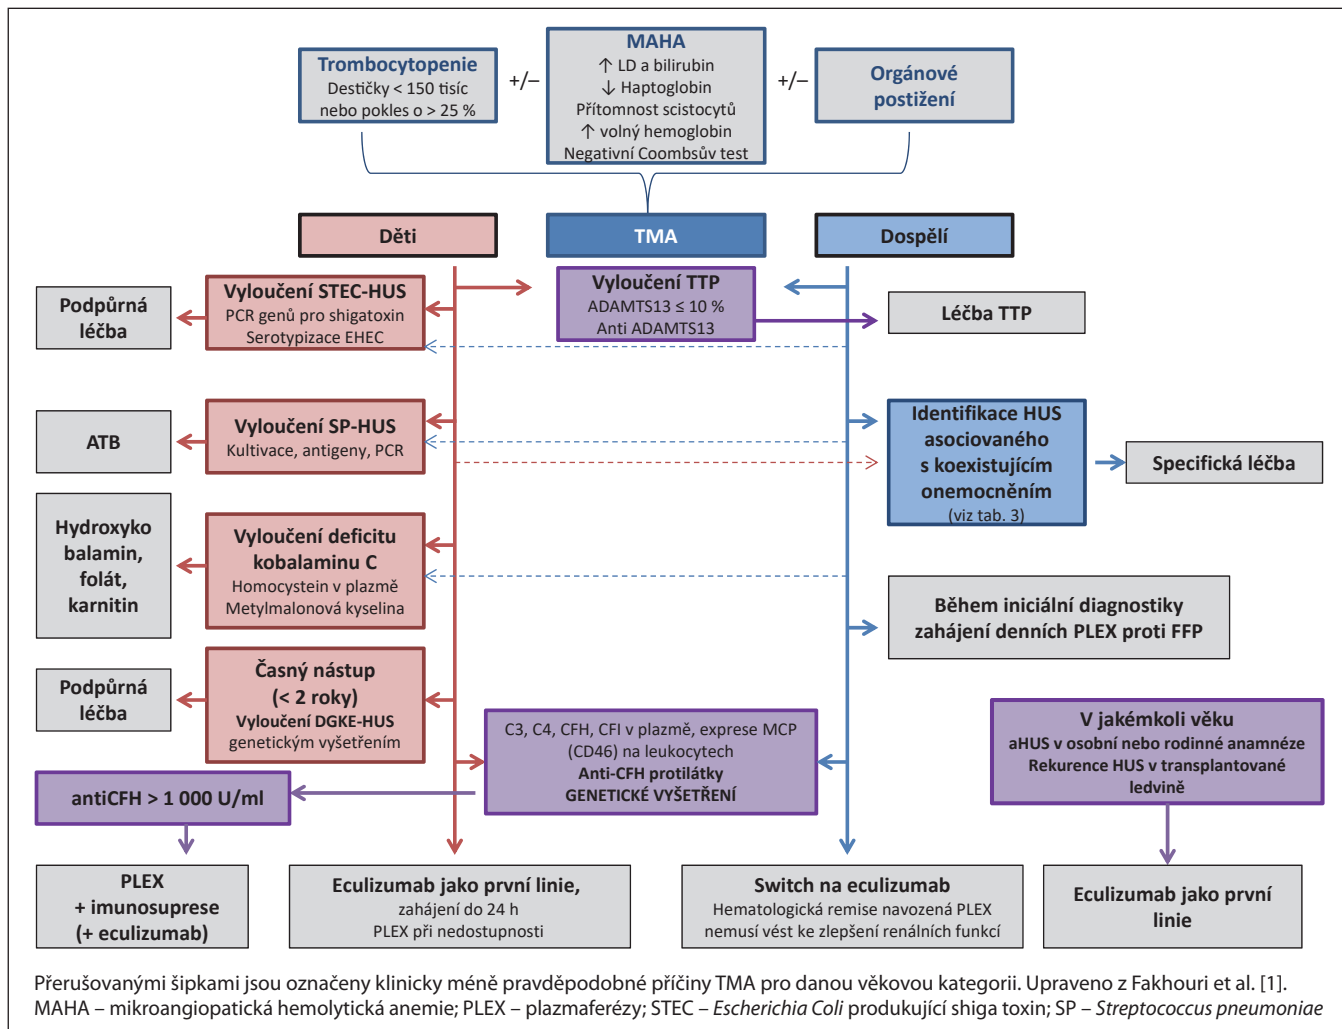 Trombocytopenie
Destičky < 150 tisíc
nebo pokles o > 25 %
+/–
MAHA
↑ LD a bilirubin
↓ Haptoglobin
Přítomnost scistocytů
↑ volný hemoglobin
Negativní Coombsův test
+/–
Orgánové
postižení
Děti
TMA
Dospělí
Podpůrná
léčba
Vyloučení STEC-HUS
PCR genů pro shigatoxin
Serotypizace EHEC
Vyloučení TTP
ADAMTS13 ≤ 10 %
Anti ADAMTS13
Léčba TTP
ATB
Vyloučení SP-HUS
Kultivace, antigeny, PCR
Identifikace HUS
asociovaného
s koexistujícím
onemocněním
(viz tab. 3)
Specifická léčba
Hydroxyko
balamin,
folát,
karnitin
Vyloučení deficitu
kobalaminu C
Homocystein v plazmě
Metylmalonová kyselina
Během iniciální diagnostiky
zahájení denních PLEX proti FFP
Podpůrná
léčba
Časný nástup
(< 2 roky)
Vyloučení DGKE-HUS
genetickým vyšetřením
C3, C4, CFH, CFI v plazmě, exprese MCP
(CD46) na leukocytech
Anti-CFH protilátky
GENETICKÉ VYŠETŘENÍ
V jakémkoli věku
aHUS v osobní nebo rodinné anamnéze
Rekurence HUS v transplantované
ledvině
antiCFH > 1 000 U/ml
PLEX
+ imunosuprese
(+ eculizumab)
Eculizumab jako první linie,
zahájení do 24 h
PLEX při nedostupnosti
Switch na eculizumab
Hematologická remise navozená PLEX
nemusí vést ke zlepšení renálních funkcí
Eculizumab jako první
linie
Přerušovanými šipkami jsou označeny klinicky méně pravděpodobné příčiny TMA pro danou věkovou kategorii. Upraveno z Fakhouri et al. [1].
MAHA – mikroangiopatická hemolytická anemie; PLEX – plazmaferézy; STEC – Escherichia Coli produkující shiga toxin; SP – Streptococcus pneumoniae